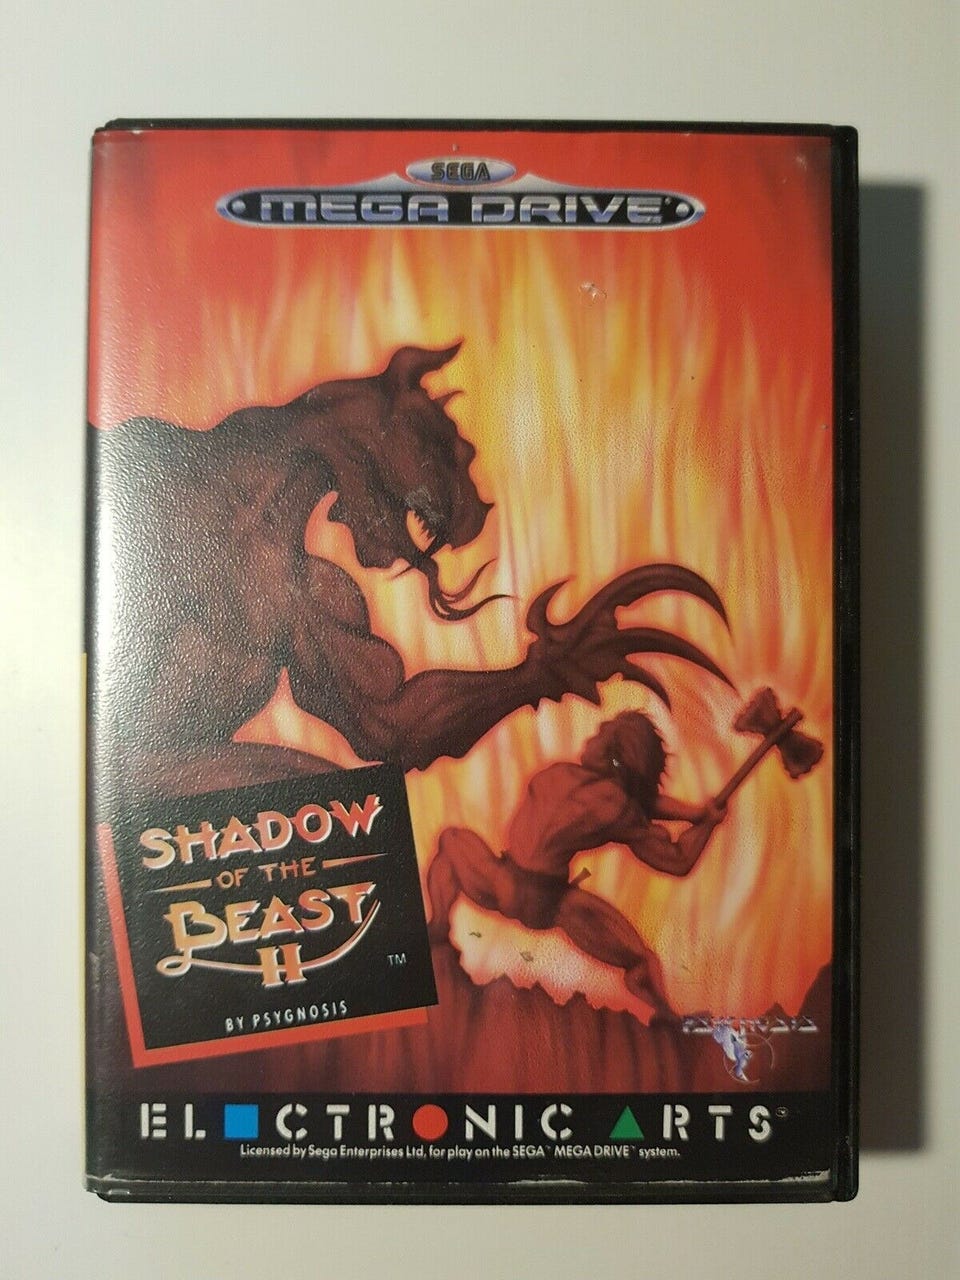 SEGA
MEGA DRIVE
SHADOW
OF THE
BEAST
II
TM
BY PSYGNOSIS
PSYGNOSIS
ELECTRONIC ARTS
Licensed by Sega Enterprises Ltd, for play on the SEGA™ MEGA DRIVE™ system.